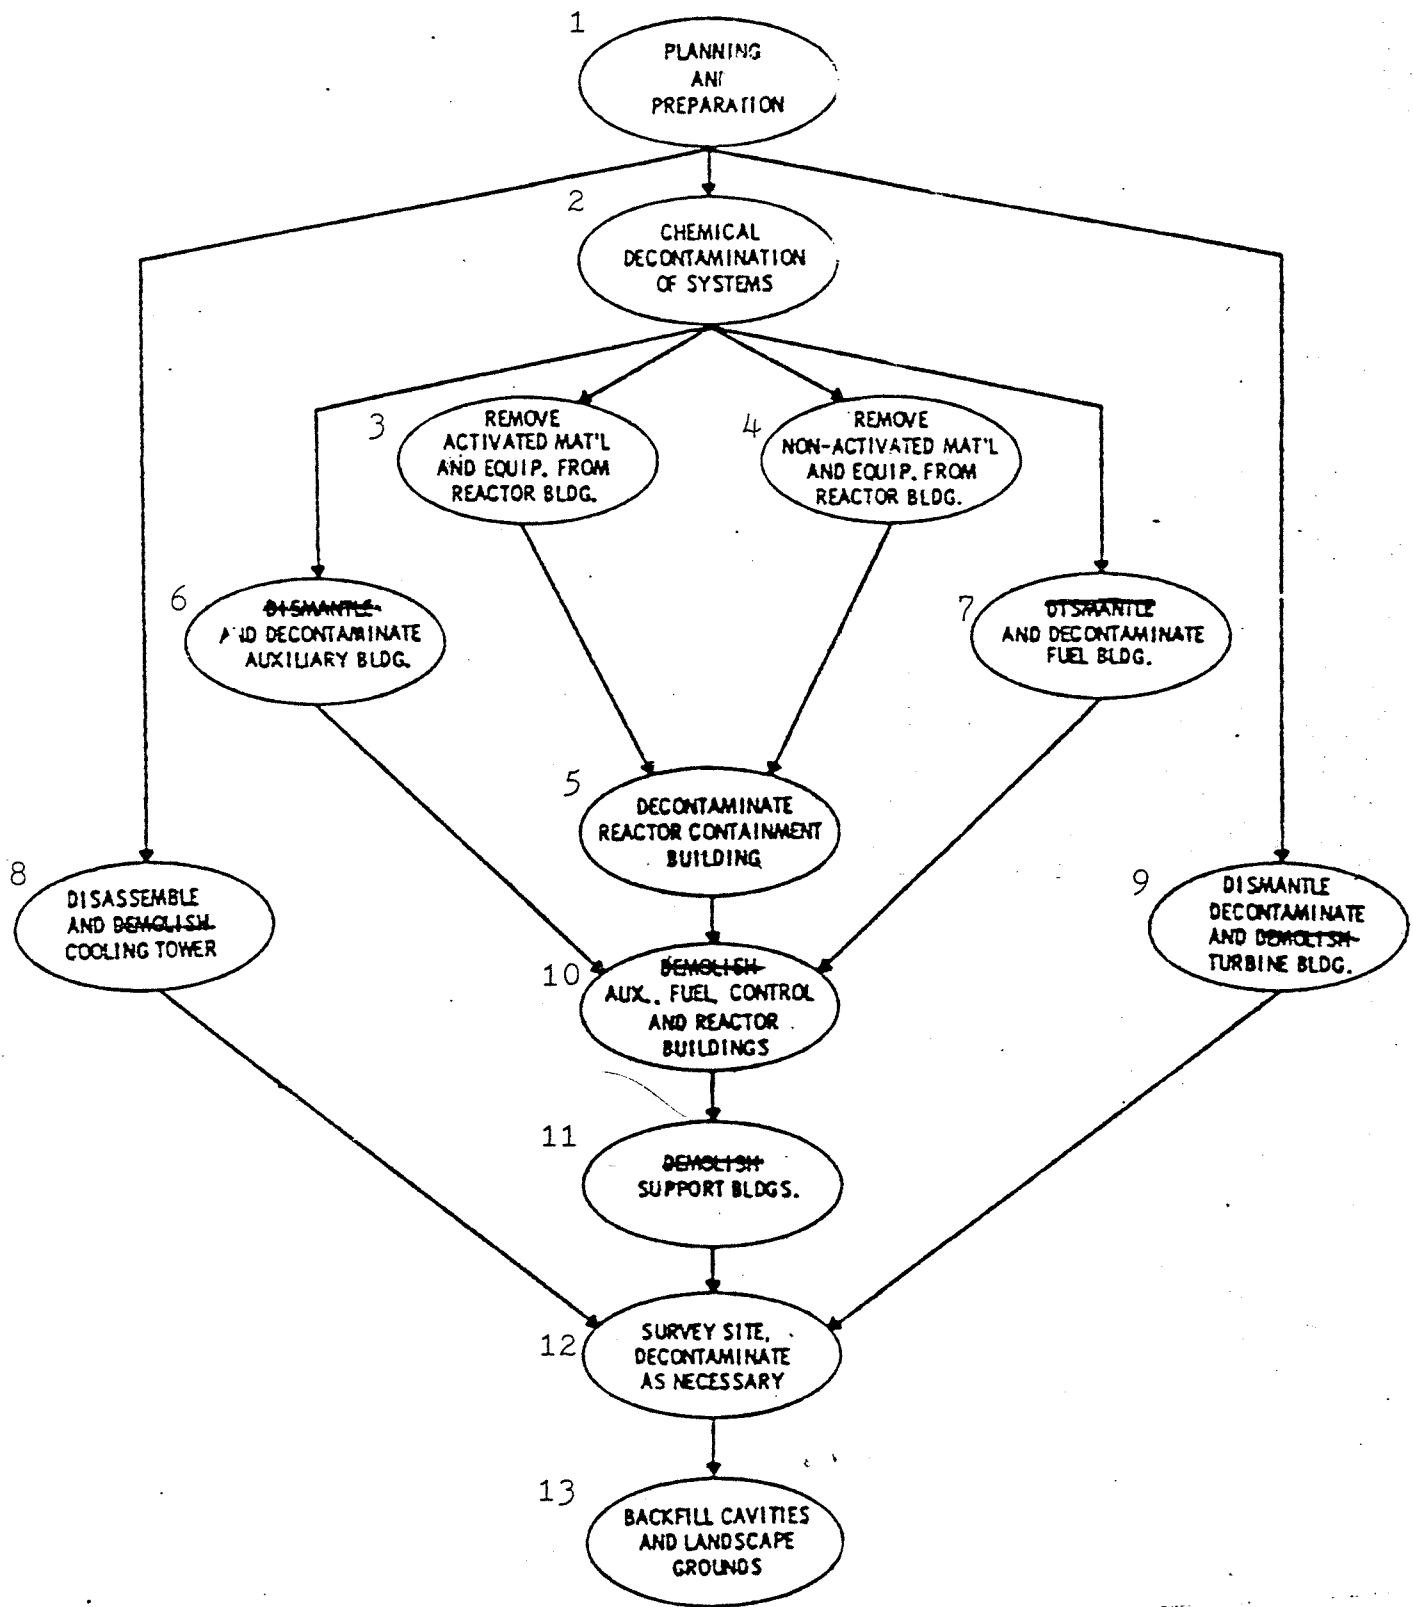 1
PLANNING
AND
PREPARATION
2
CHEMICAL
DECONTAMINATION
OF SYSTEMS
3
REMOVE
ACTIVATED MAT'L
AND EQUIP. FROM
REACTOR BLDG.
4
REMOVE
NON-ACTIVATED MAT'L
AND EQUIP. FROM
REACTOR BLDG.
6
DISMANTLE
AND DECONTAMINATE
AUXILIARY BLDG.
7
DISMANTLE
AND DECONTAMINATE
FUEL BLDG.
5
DECONTAMINATE
REACTOR CONTAINMENT
BUILDING
8
DISASSEMBLE
AND DEMOLISH
COOLING TOWER
9
DISMANTLE
DECONTAMINATE
AND DEMOLISH
TURBINE BLDG.
10
DEMOLISH
AUX., FUEL, CONTROL
AND REACTOR
BUILDINGS
11
DEMOLISH
SUPPORT BLDGS.
12
SURVEY SITE,
DECONTAMINATE
AS NECESSARY
13
BACKFILL CAVITIES
AND LANDSCAPE
GROUNDS